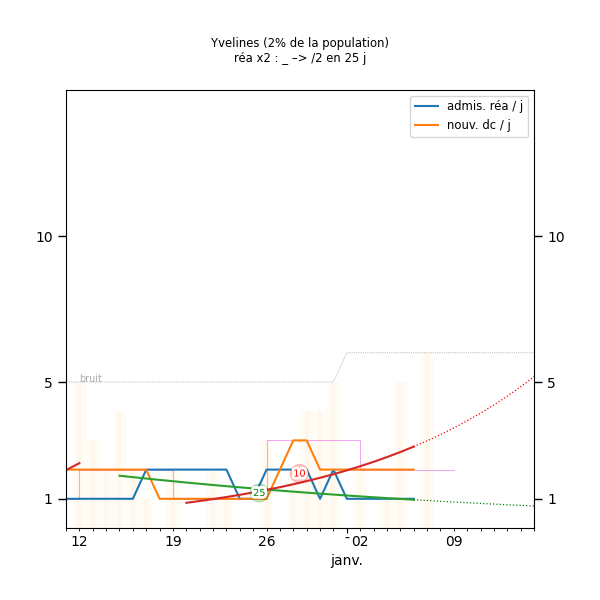 Yvelines (2% de la population)
réa x2 : _ –> /2 en 25 j
admis. réa / j
nouv. dc / j
10
10
bruit
5
5
10
25
1
1
12
19
26
02
09
janv.